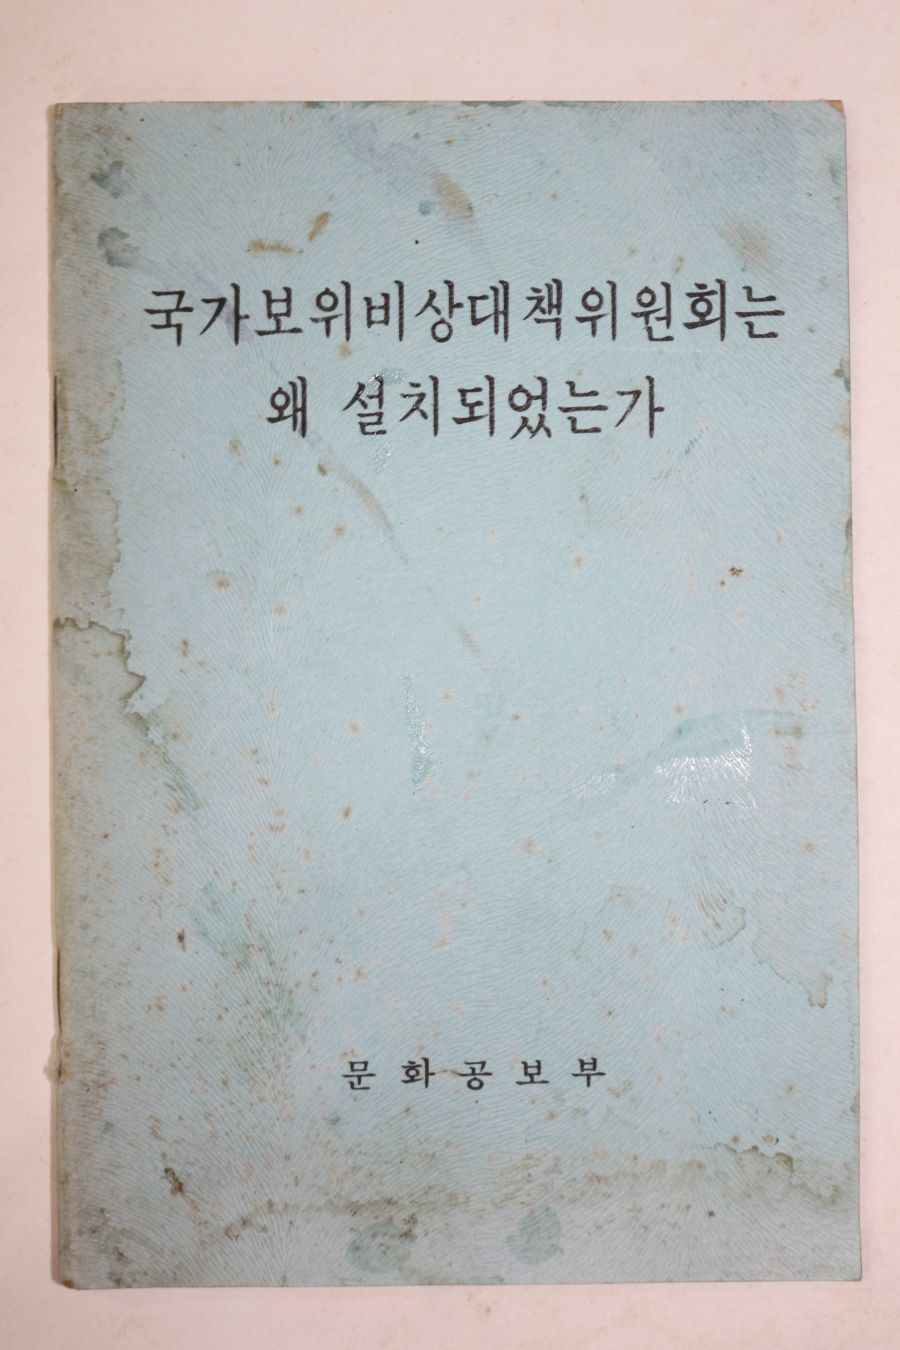 국가보위비상대책위원회는
왜 설치되었는가
문화공보부